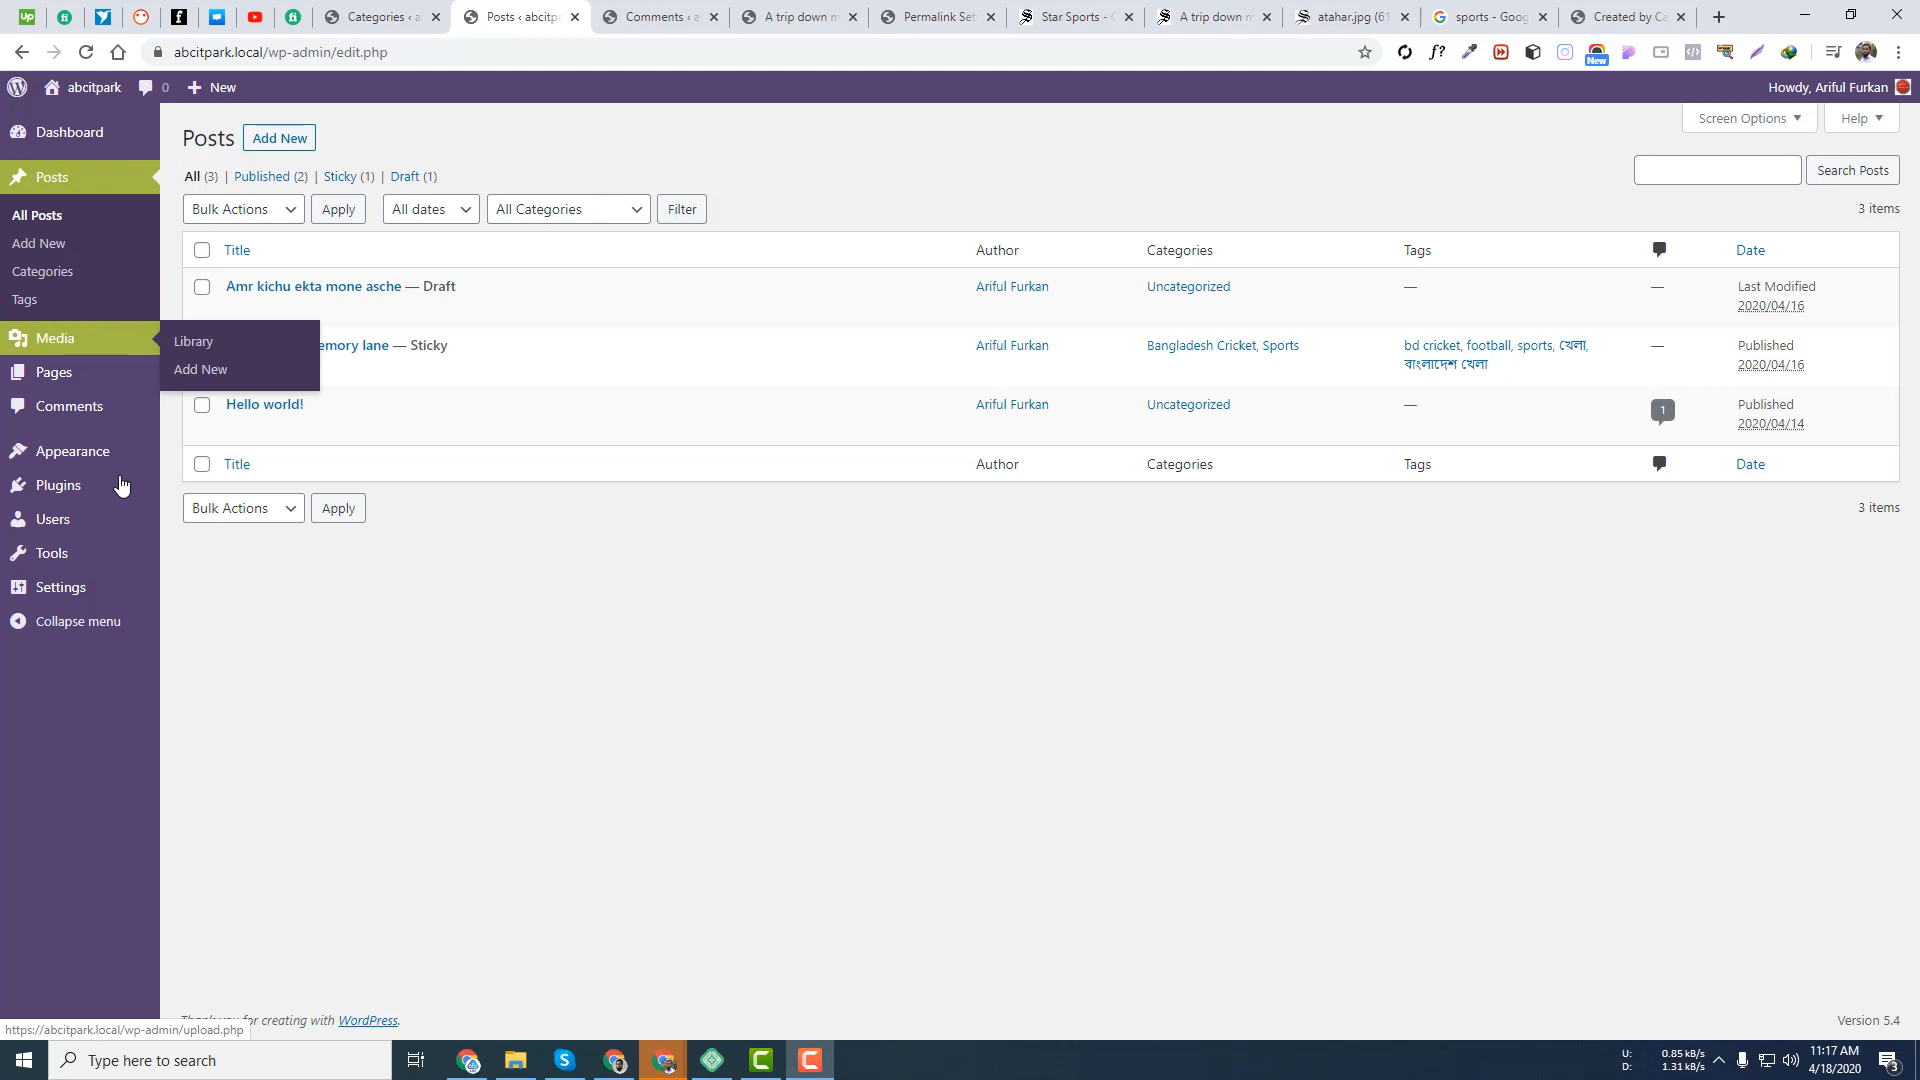 Categories ‹ a
Posts ‹ abcitpa
Comments ‹ a
A trip down m
Permalink Set
Star Sports - C
A trip down m
atahar.jpg (61
sports - Goog
Created by Ca
abcitpark.local/wp-admin/edit.php
New
abcitpark 0 + New
Howdy, Ariful Furkan
Dashboard
Posts
All Posts
Add New
Categories
Tags
Media
Library
Add New
Pages
Comments
Appearance
Plugins
Users
Tools
Settings
Collapse menu
Screen Options
Help
Posts Add New
All (3) | Published (2) | Sticky (1) | Draft (1)
Search Posts
Bulk Actions Apply All dates All Categories Filter
3 items
Title Author Categories Tags Date
Amr kichu ekta mone asche — Draft Ariful Furkan Uncategorized — — Last Modified
2020/04/16
emory lane — Sticky Ariful Furkan Bangladesh Cricket, Sports bd cricket, football, sports, খেলা, — Published
বাংলাদেশ খেলা 2020/04/16
Hello world! Ariful Furkan Uncategorized — 1 Published
2020/04/14
Title Author Categories Tags Date
Bulk Actions Apply
3 items
for creating with WordPress.
Version 5.4
https://abcitpark.local/wp-admin/upload.php
Type here to search
U: 0.85 kB/s
D: 1.31 kB/s
11:17 AM
4/18/2020
3